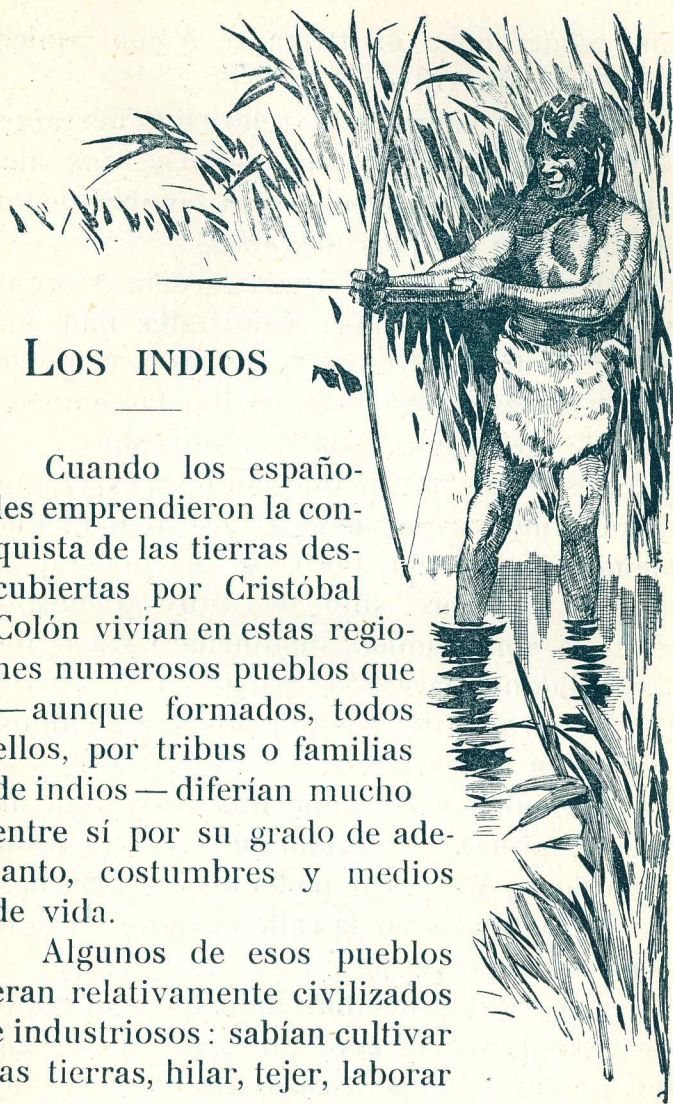 LOS INDIOS
Cuando los españo-
les emprendieron la con-
quista de las tierras des-
cubiertas por Cristóbal
Colón vivían en estas regio-
nes numerosos pueblos que
— aunque formados, todos
ellos, por tribus o familias
de indios — diferían mucho
entre sí por su grado de ade-
lanto, costumbres y medios
de vida.
Algunos de esos pueblos
eran relativamente civilizados
e industriosos : sabían cultivar
las tierras, hilar, tejer, laborar